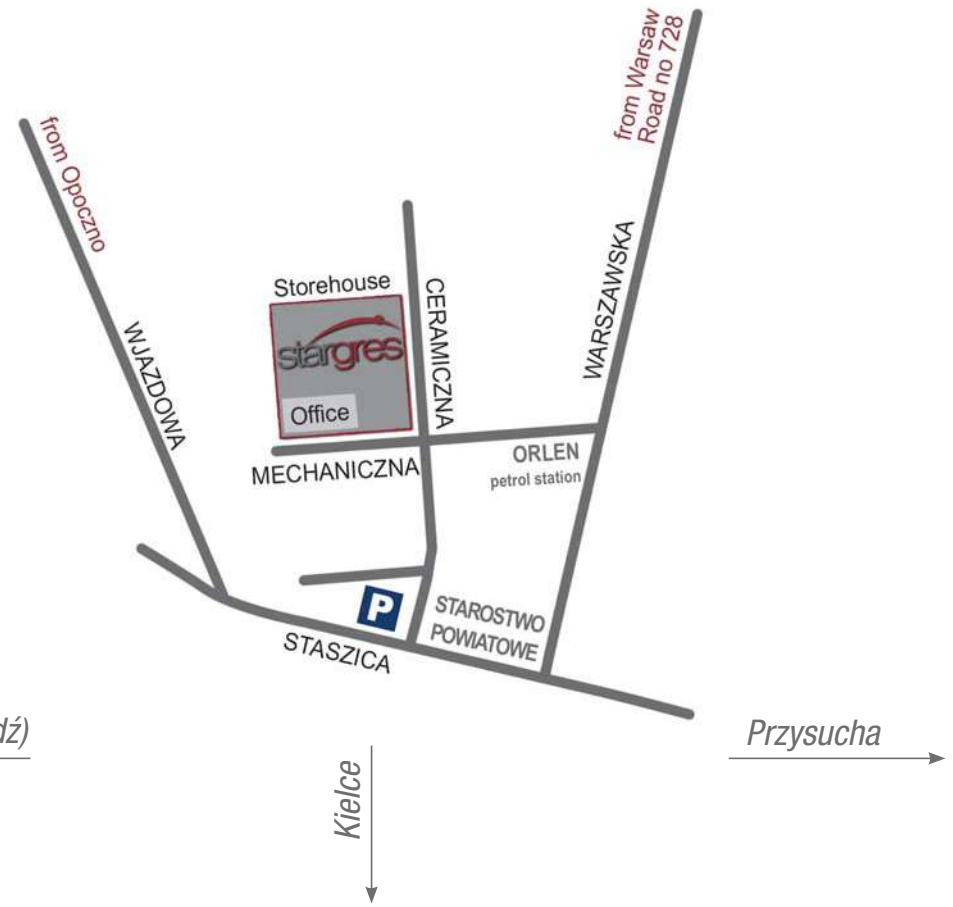 from Warsaw
Road no 728
from Opoczno
WARSZAWSKA
Storehouse
CERAMICZNA
stargres
WJAZDOWA
Office
ORLEN
petrol station
MECHANICZNA
P
STAROSTWO
POWIATOWE
STASZICA
dź)
Przysucha
Kielce